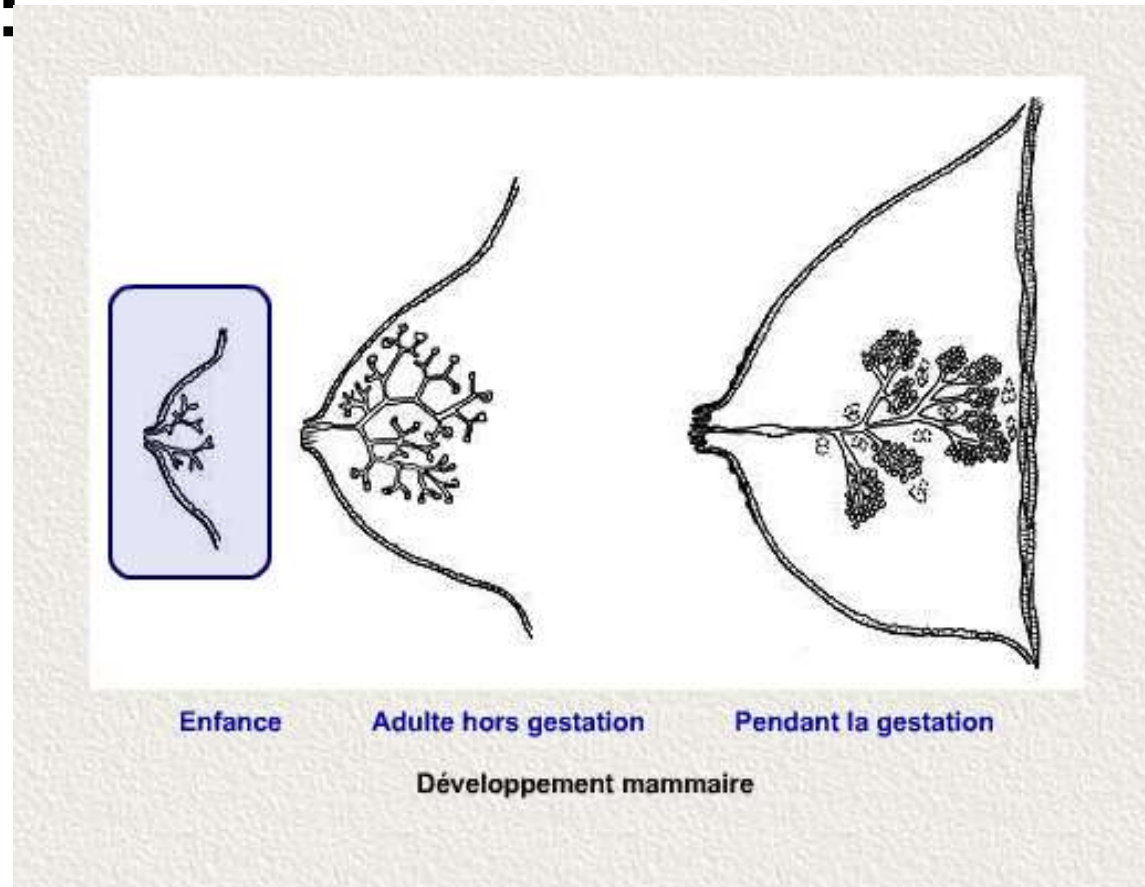 Enfance Adulte hors gestation Pendant la gestation
Développement mammaire